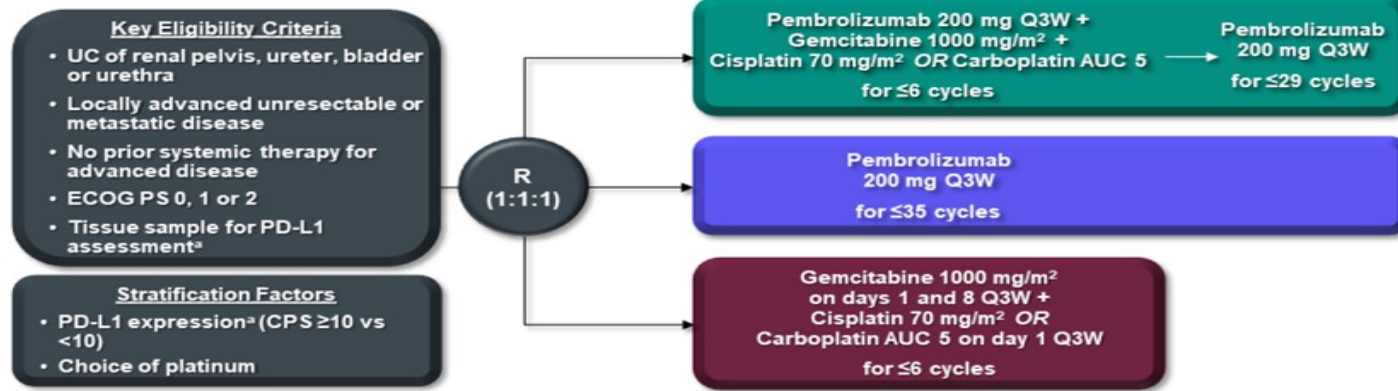 Key Eligibility Criteria
• UC of renal pelvis, ureter, bladder
or urethra
• Locally advanced unresectable or
metastatic disease
• No prior systemic therapy for
advanced disease
• ECOG PS 0, 1 or 2
• Tissue sample for PD-L1
assessmentᵃ
Stratification Factors
• PD-L1 expressionᵃ (CPS ≥10 vs
<10)
• Choice of platinum
R
(1:1:1)
Pembrolizumab 200 mg Q3W +
Gemcitabine 1000 mg/m² +
Cisplatin 70 mg/m² OR Carboplatin AUC 5
for ≤6 cycles
Pembrolizumab
200 mg Q3W
for ≤29 cycles
Pembrolizumab
200 mg Q3W
for ≤35 cycles
Gemcitabine 1000 mg/m²
on days 1 and 8 Q3W +
Cisplatin 70 mg/m² OR
Carboplatin AUC 5 on day 1 Q3W
for ≤6 cycles